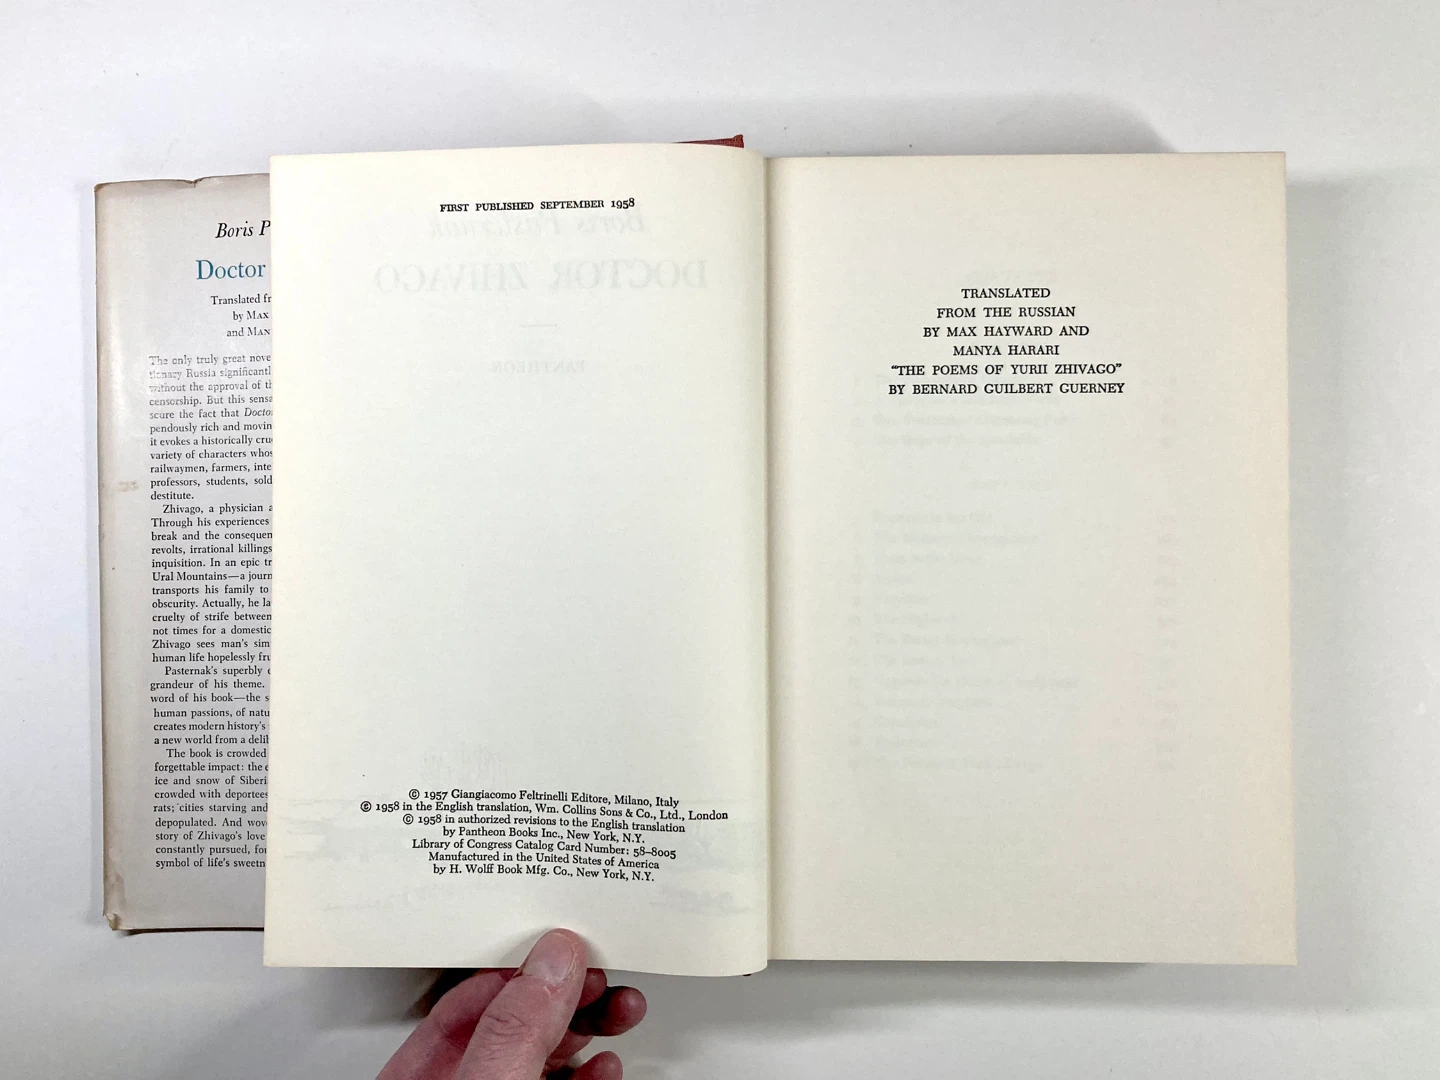 Boris P
Doctor
Translated fr
by MAX
and MAN
The only truly great nove
tionary Russia significantl
without the approval of th
censorship. But this sensa
scure the fact that Docto
pendously rich and movin
it evokes a historically cru
variety of characters whos
railwaymen, farmers, inte
professors, students, sold
destitute.
Zhivago, a physician a
Through his experiences
break and the consequen
revolts, irrational killings
inquisition. In an epic tr
Ural Mountains—a journ
transports his family to
obscurity. Actually, he la
cruelty of strife between
not times for a domestic
Zhivago sees man's sim
human life hopelessly fru
Pasternak's superbly e
grandeur of his theme.
word of his book—the s
human passions, of natu
creates modern history's
a new world from a delib
The book is crowded
forgettable impact: the e
ice and snow of Siberi
crowded with deportees
rats; cities starving and
depopulated. And wov
story of Zhivago's love
constantly pursued, for
symbol of life's sweetn
FIRST PUBLISHED SEPTEMBER 1958
Boris Pasternak
DOCTOR ZHIVAGO
PANTHEON
© 1957 Giangiacomo Feltrinelli Editore, Milano, Italy
© 1958 in the English translation, Wm. Collins Sons & Co., Ltd., London
© 1958 in authorized revisions to the English translation
by Pantheon Books Inc., New York, N.Y.
Library of Congress Catalog Card Number: 58-8005
Manufactured in the United States of America
by H. Wolff Book Mfg. Co., New York, N.Y.
TRANSLATED
FROM THE RUSSIAN
BY MAX HAYWARD AND
MANYA HARARI
"THE POEMS OF YURII ZHIVAGO"
BY BERNARD GUILBERT GUERNEY